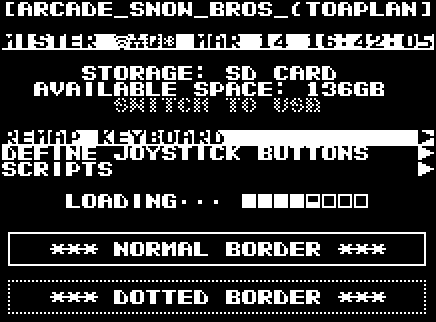 [ARCADE_SNOW_BROS_(TOAPLAN]
MISTER MAR 14 16:42:05
STORAGE: SD CARD
AVAILABLE SPACE: 136GB
SWITCH TO USB
REMAP KEYBOARD
DEFINE JOYSTICK BUTTONS
SCRIPTS
LOADING...
*** NORMAL BORDER ***
*** DOTTED BORDER ***